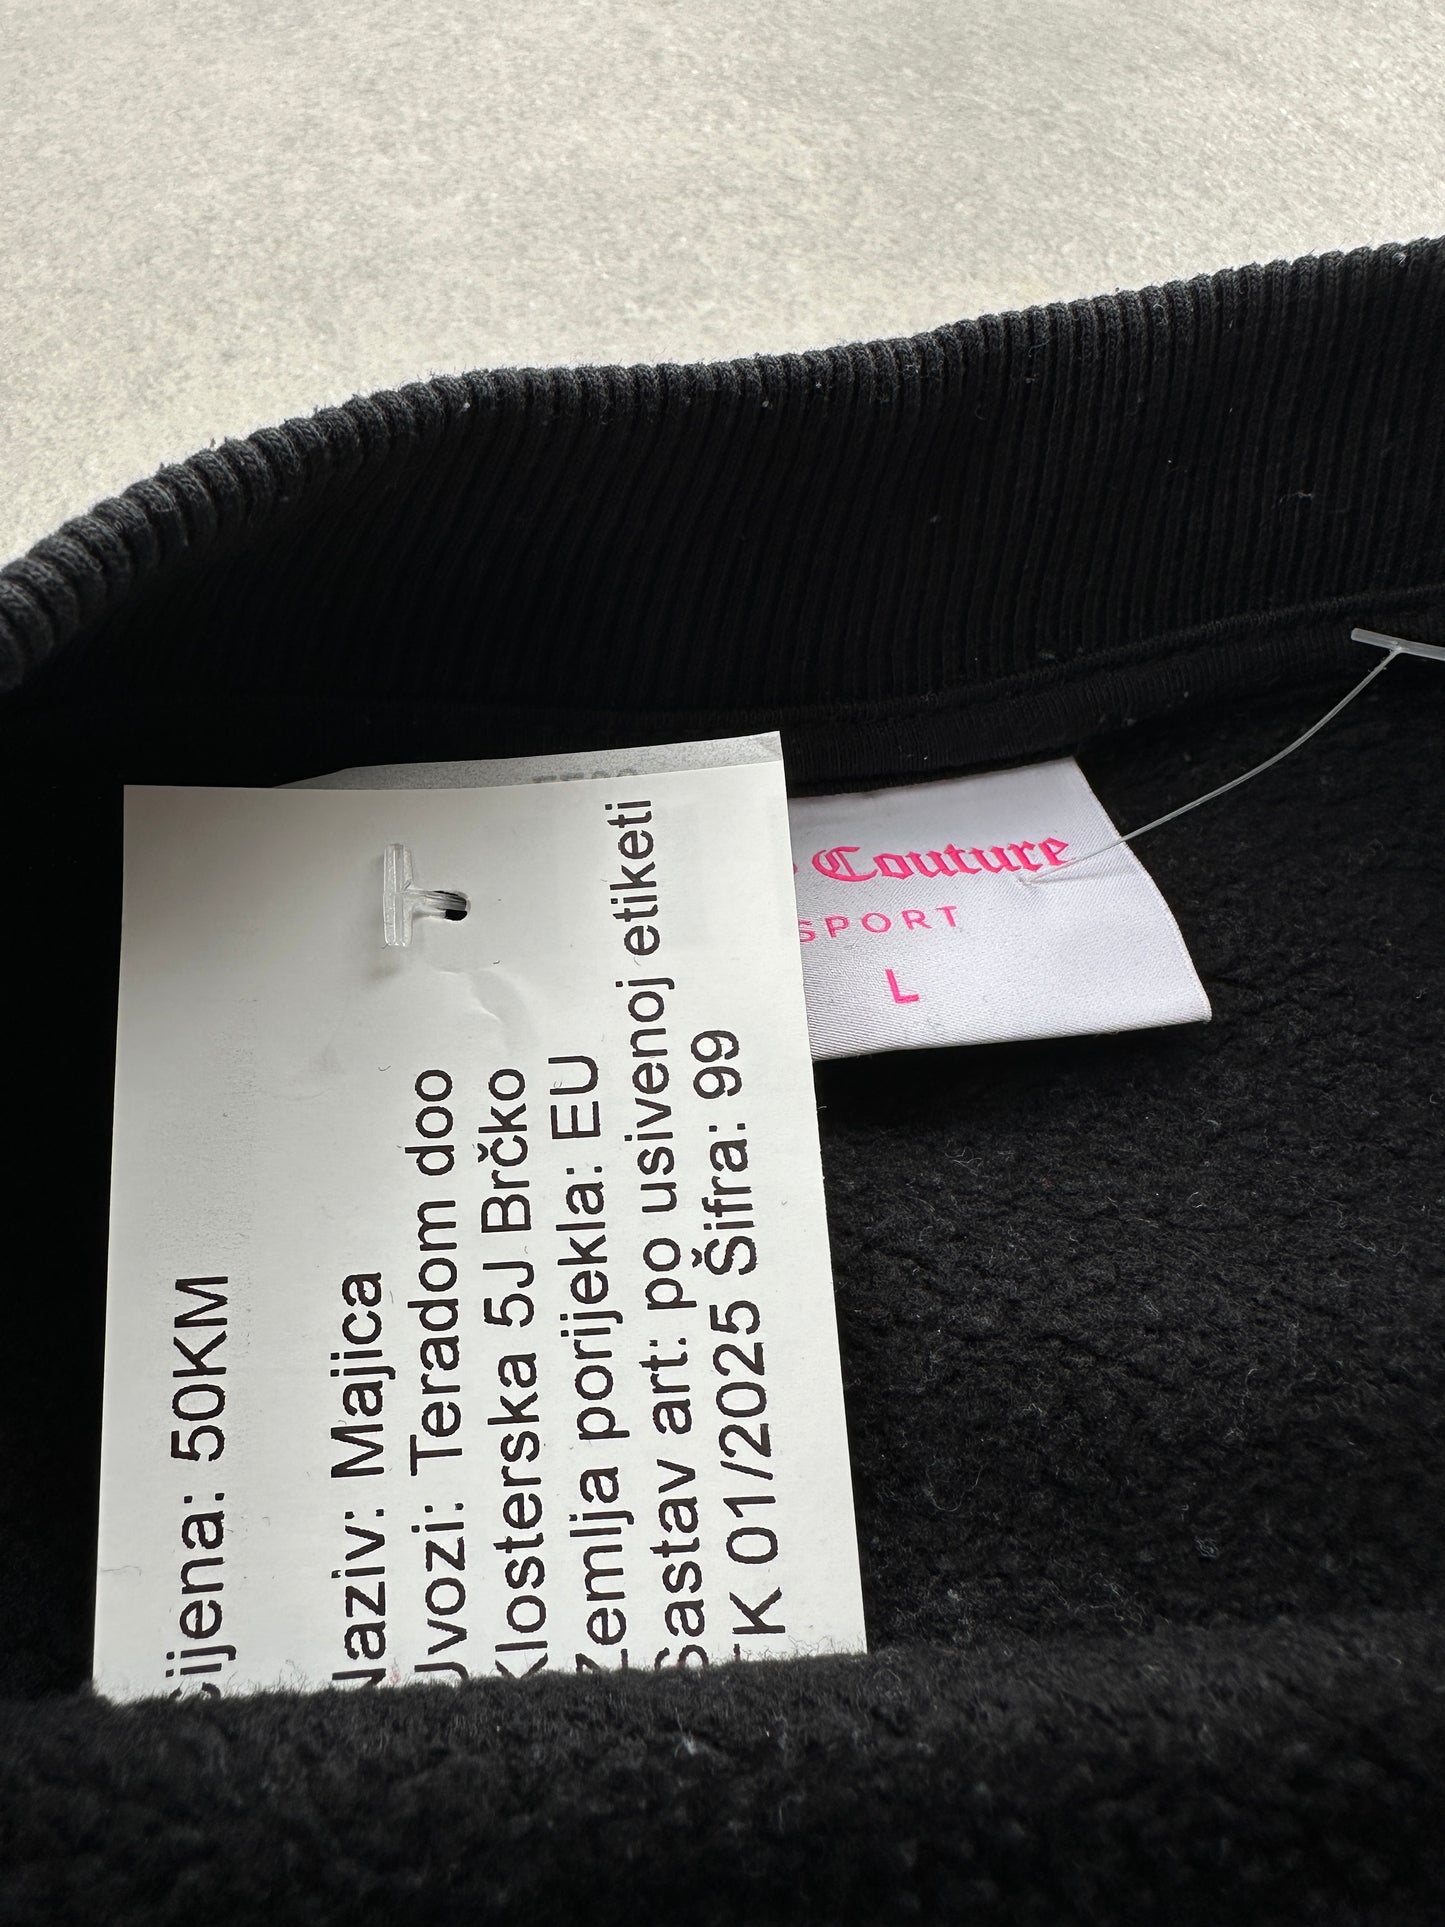 Cijena: 50KM
Naziv: Majica
Uvozi: Teradom doo
Klosterska 5J Brčko
Zemlja porijekla: EU
Sastav art: po usivenoj etiketi
TK 01/2025 Šifra: 99
Couture
SPORT
L